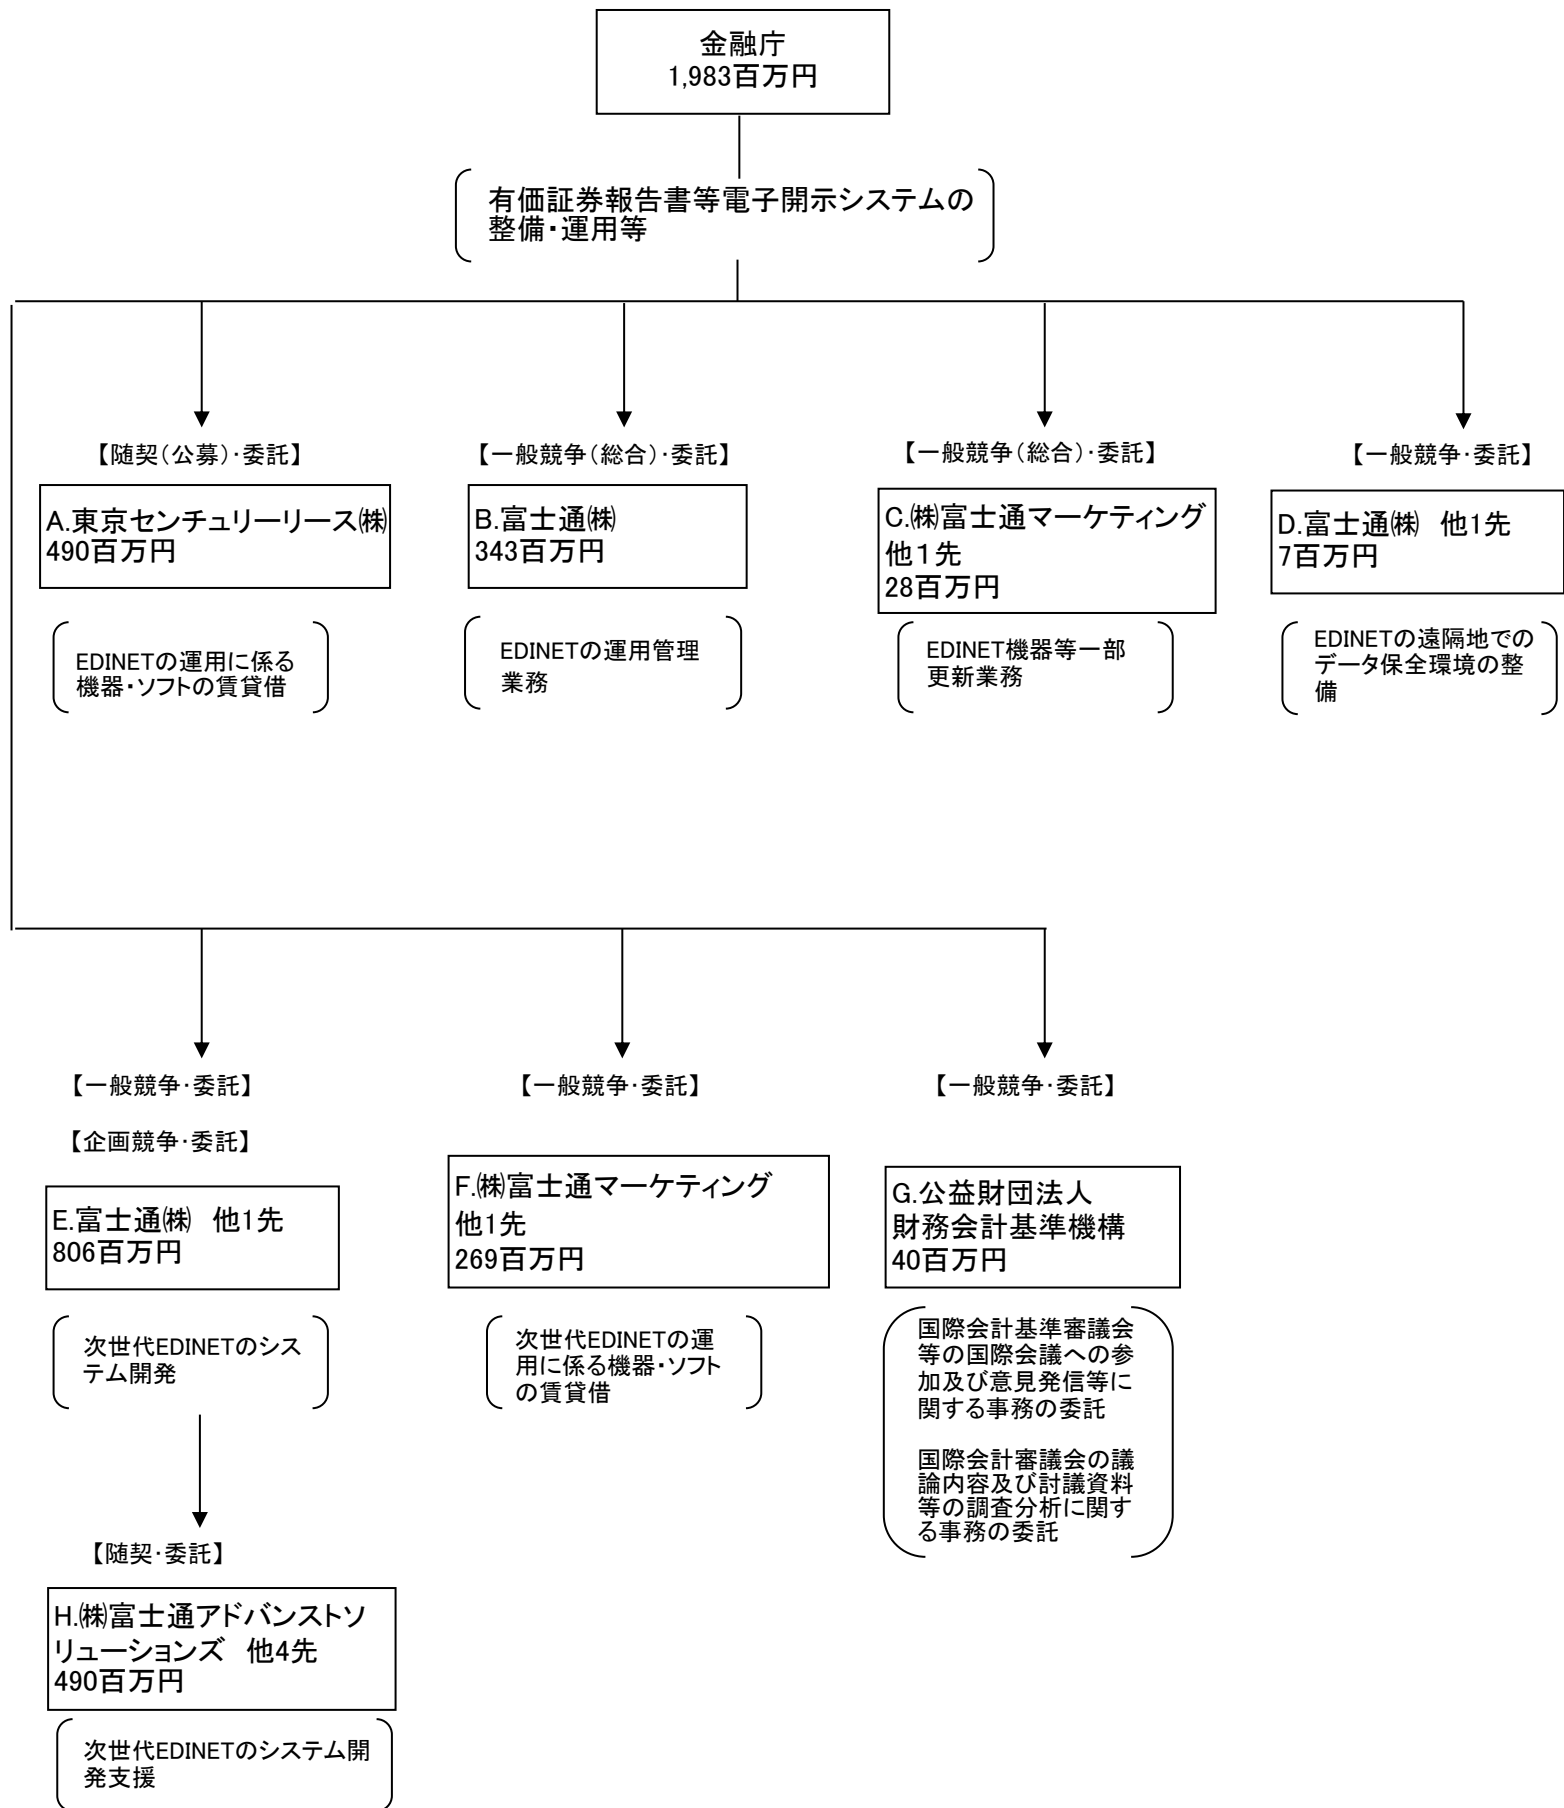 金融庁
1,983百万円
有価証券報告書等電子開示システムの
整備・運用等
【随契(公募)・委託】
A.東京センチュリーリース㈱
490百万円
EDINETの運用に係る
機器・ソフトの賃貸借
【一般競争(総合)・委託】
B.富士通㈱
343百万円
EDINETの運用管理
業務
【一般競争(総合)・委託】
C.㈱富士通マーケティング
他1先
28百万円
EDINET機器等一部
更新業務
【一般競争・委託】
D.富士通㈱ 他1先
7百万円
EDINETの遠隔地での
データ保全環境の整
備
【一般競争・委託】
【企画競争・委託】
E.富士通㈱ 他1先
806百万円
次世代EDINETのシス
テム開発
【一般競争・委託】
F.㈱富士通マーケティング
他1先
269百万円
次世代EDINETの運
用に係る機器・ソフト
の賃貸借
【一般競争・委託】
G.公益財団法人
財務会計基準機構
40百万円
国際会計基準審議会
等の国際会議への参
加及び意見発信等に
関する事務の委託
国際会計審議会の議
論内容及び討議資料
等の調査分析に関す
る事務の委託
【随契・委託】
H.㈱富士通アドバンストソ
リューションズ 他4先
490百万円
次世代EDINETのシステム開
発支援